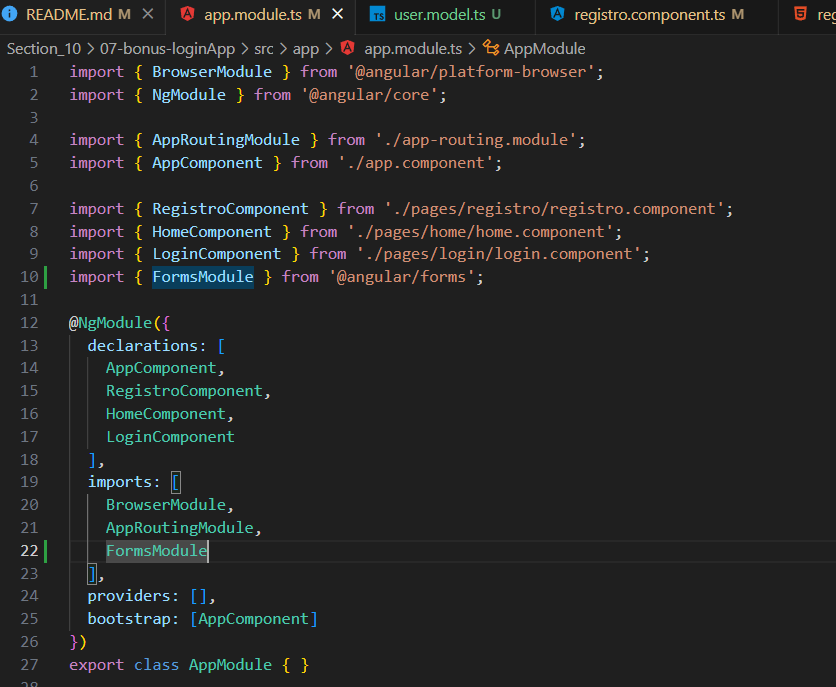 README.md M
app.module.ts M
user.model.ts U
registro.component.ts M
Section_10 > 07-bonus-loginApp > src > app > app.module.ts > AppModule
1 import { BrowserModule } from '@angular/platform-browser';
2 import { NgModule } from '@angular/core';
3
4 import { AppRoutingModule } from './app-routing.module';
5 import { AppComponent } from './app.component';
6
7 import { RegistroComponent } from './pages/registro/registro.component';
8 import { HomeComponent } from './pages/home/home.component';
9 import { LoginComponent } from './pages/login/login.component';
10 import { FormsModule } from '@angular/forms';
11
12 @NgModule({
13 declarations: [
14 AppComponent,
15 RegistroComponent,
16 HomeComponent,
17 LoginComponent
18 ],
19 imports: [
20 BrowserModule,
21 AppRoutingModule,
22 FormsModule
23 ],
24 providers: [],
25 bootstrap: [AppComponent]
26 })
27 export class AppModule { }